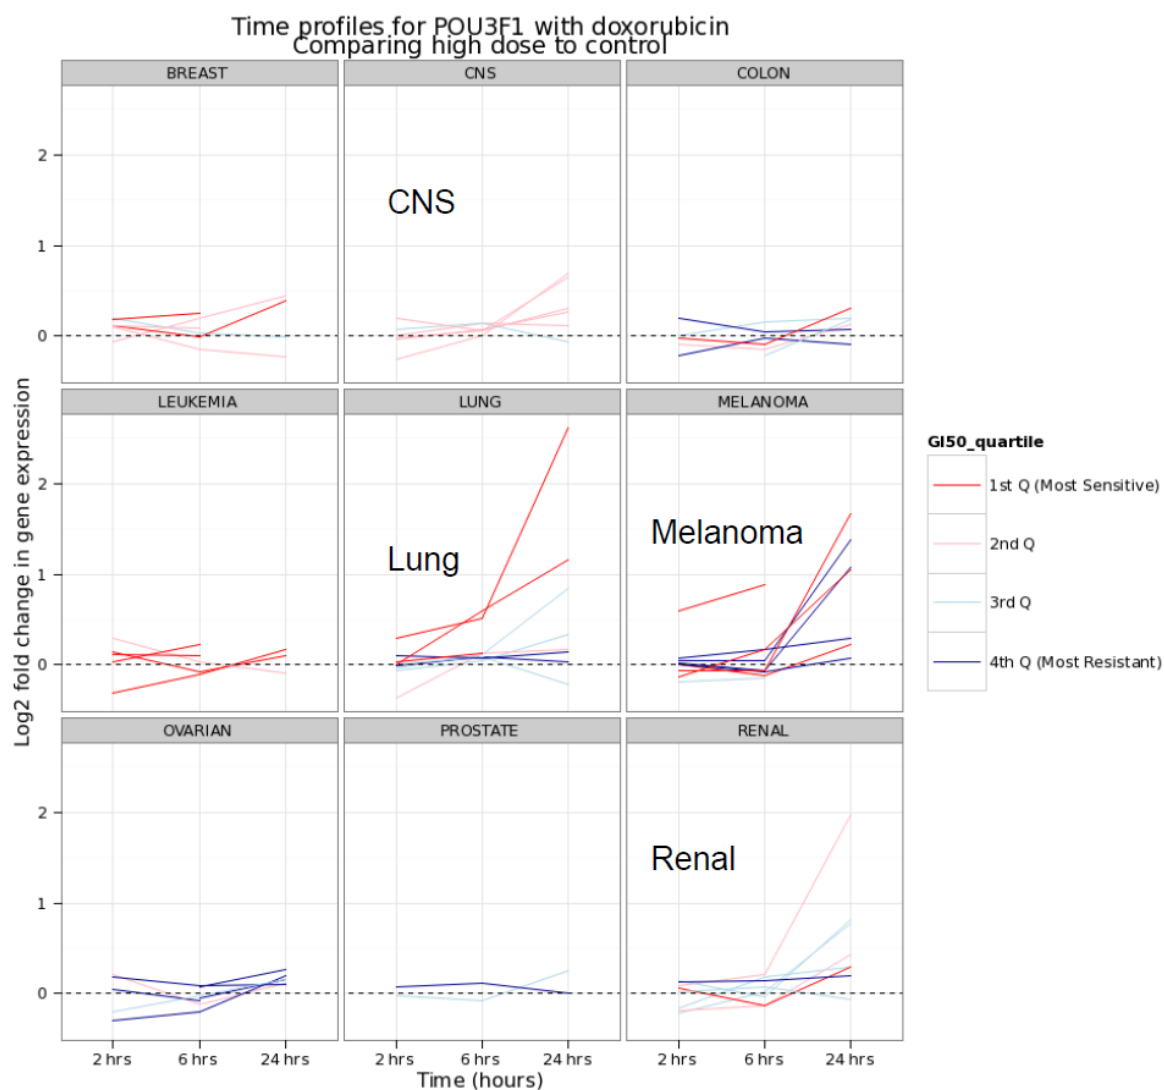 Time profiles for POU3F1 with doxorubicin
Comparing high dose to control
BREAST
CNS
COLON
2
1
0
CNS
LEUKEMIA
LUNG
MELANOMA
2
1
0
Lung
Melanoma
OVARIAN
PROSTATE
RENAL
2
1
0
Renal
2 hrs
6 hrs
24 hrs
2 hrs
6 hrs
24 hrs
2 hrs
6 hrs
24 hrs
Time (hours)
Log2 fold change in gene expression
GI50_quartile
1st Q (Most Sensitive)
2nd Q
3rd Q
4th Q (Most Resistant)